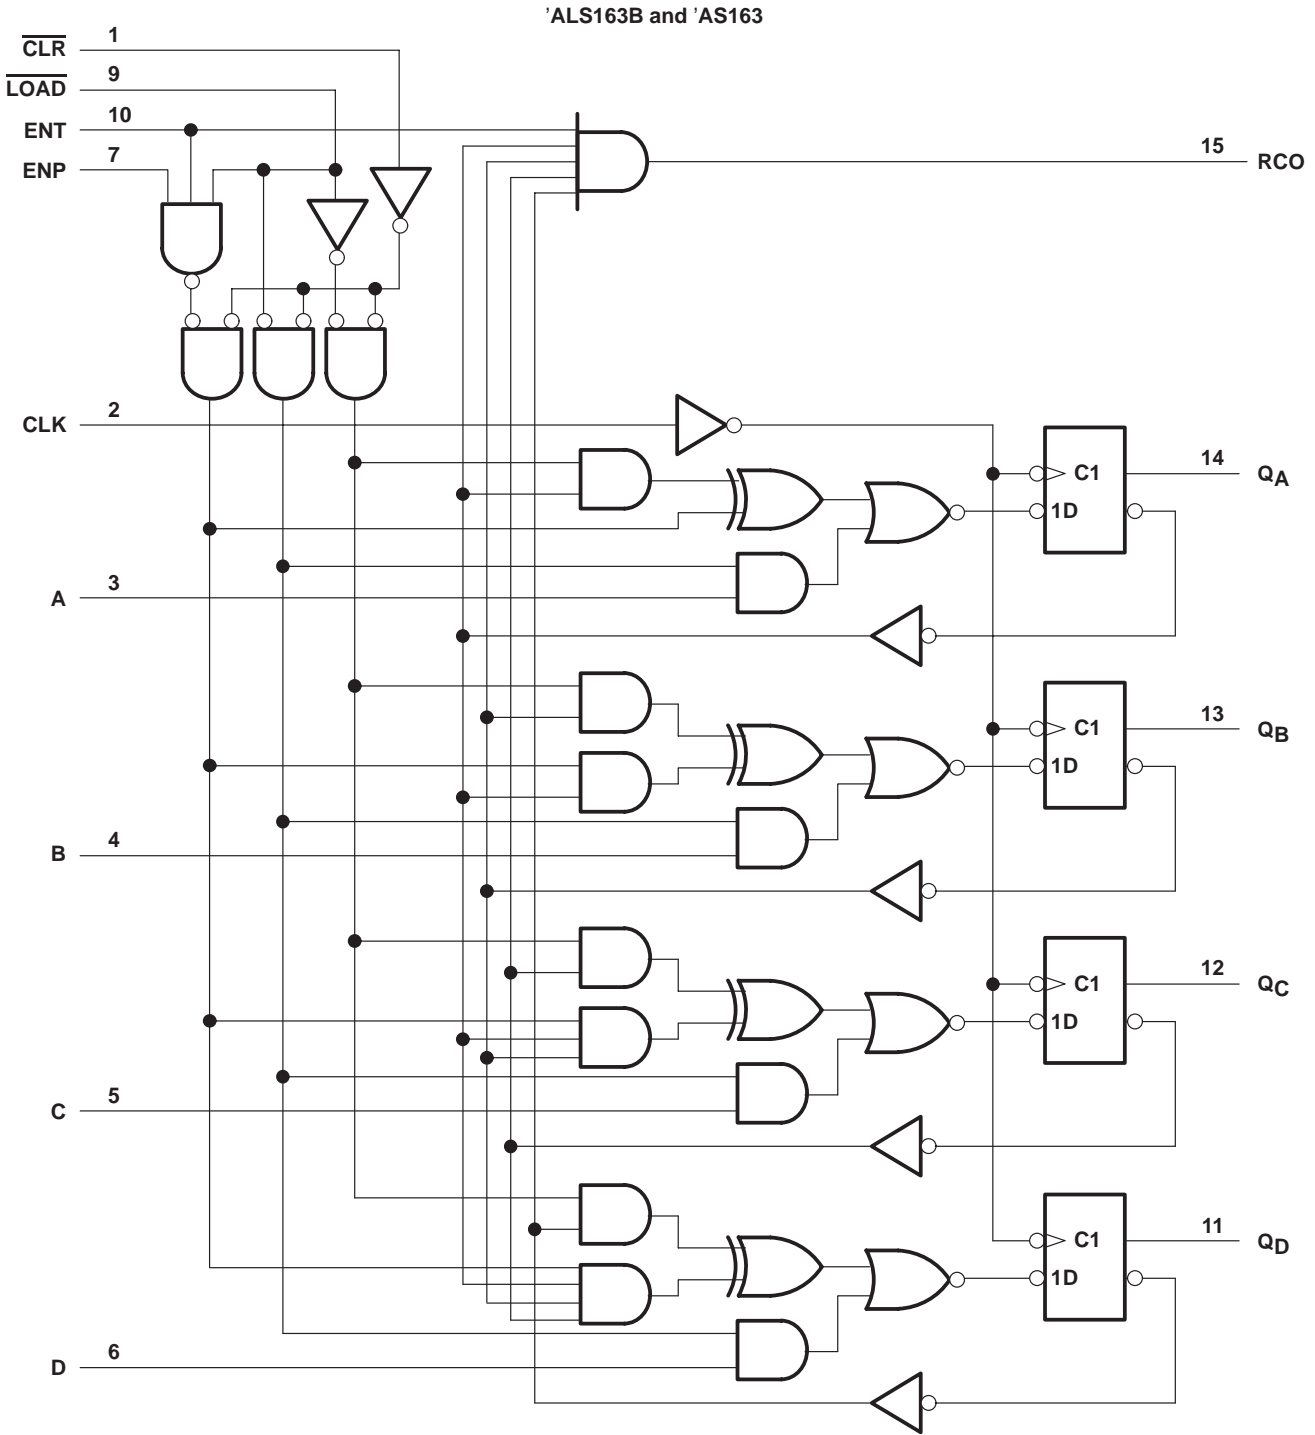 ’ALS163B and ’AS163
CLR 1
LOAD 9
ENT 10
ENP 7
15 RCO
CLK 2
C1 14 QA
1D
A 3
C1 13 QB
1D
B 4
C1 12 QC
1D
C 5
C1 11 QD
1D
D 6